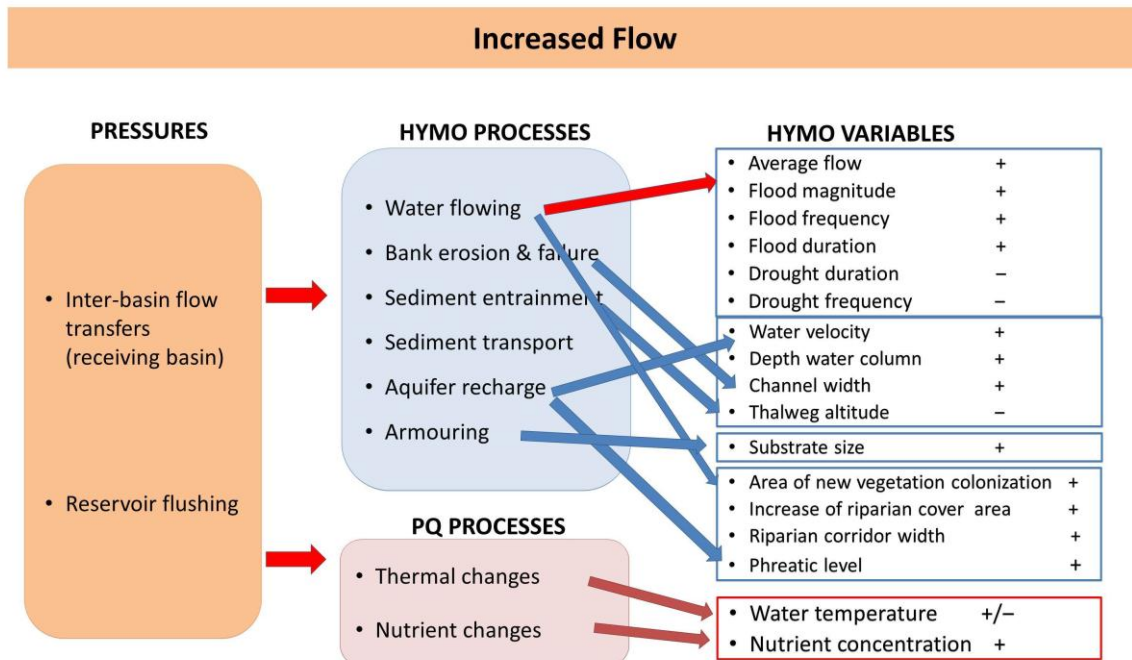 Increased Flow
PRESSURES
• Inter-basin flow
transfers
(receiving basin)
• Reservoir flushing
HYMO PROCESSES
• Water flowing
• Bank erosion & failure
• Sediment entrainment
• Sediment transport
• Aquifer recharge
• Armouring
PQ PROCESSES
• Thermal changes
• Nutrient changes
HYMO VARIABLES
• Average flow +
• Flood magnitude +
• Flood frequency +
• Flood duration +
• Drought duration –
• Drought frequency –
• Water velocity +
• Depth water column +
• Channel width +
• Thalweg altitude –
• Substrate size +
• Area of new vegetation colonization +
• Increase of riparian cover area +
• Riparian corridor width +
• Phreatic level +
• Water temperature +/–
• Nutrient concentration +